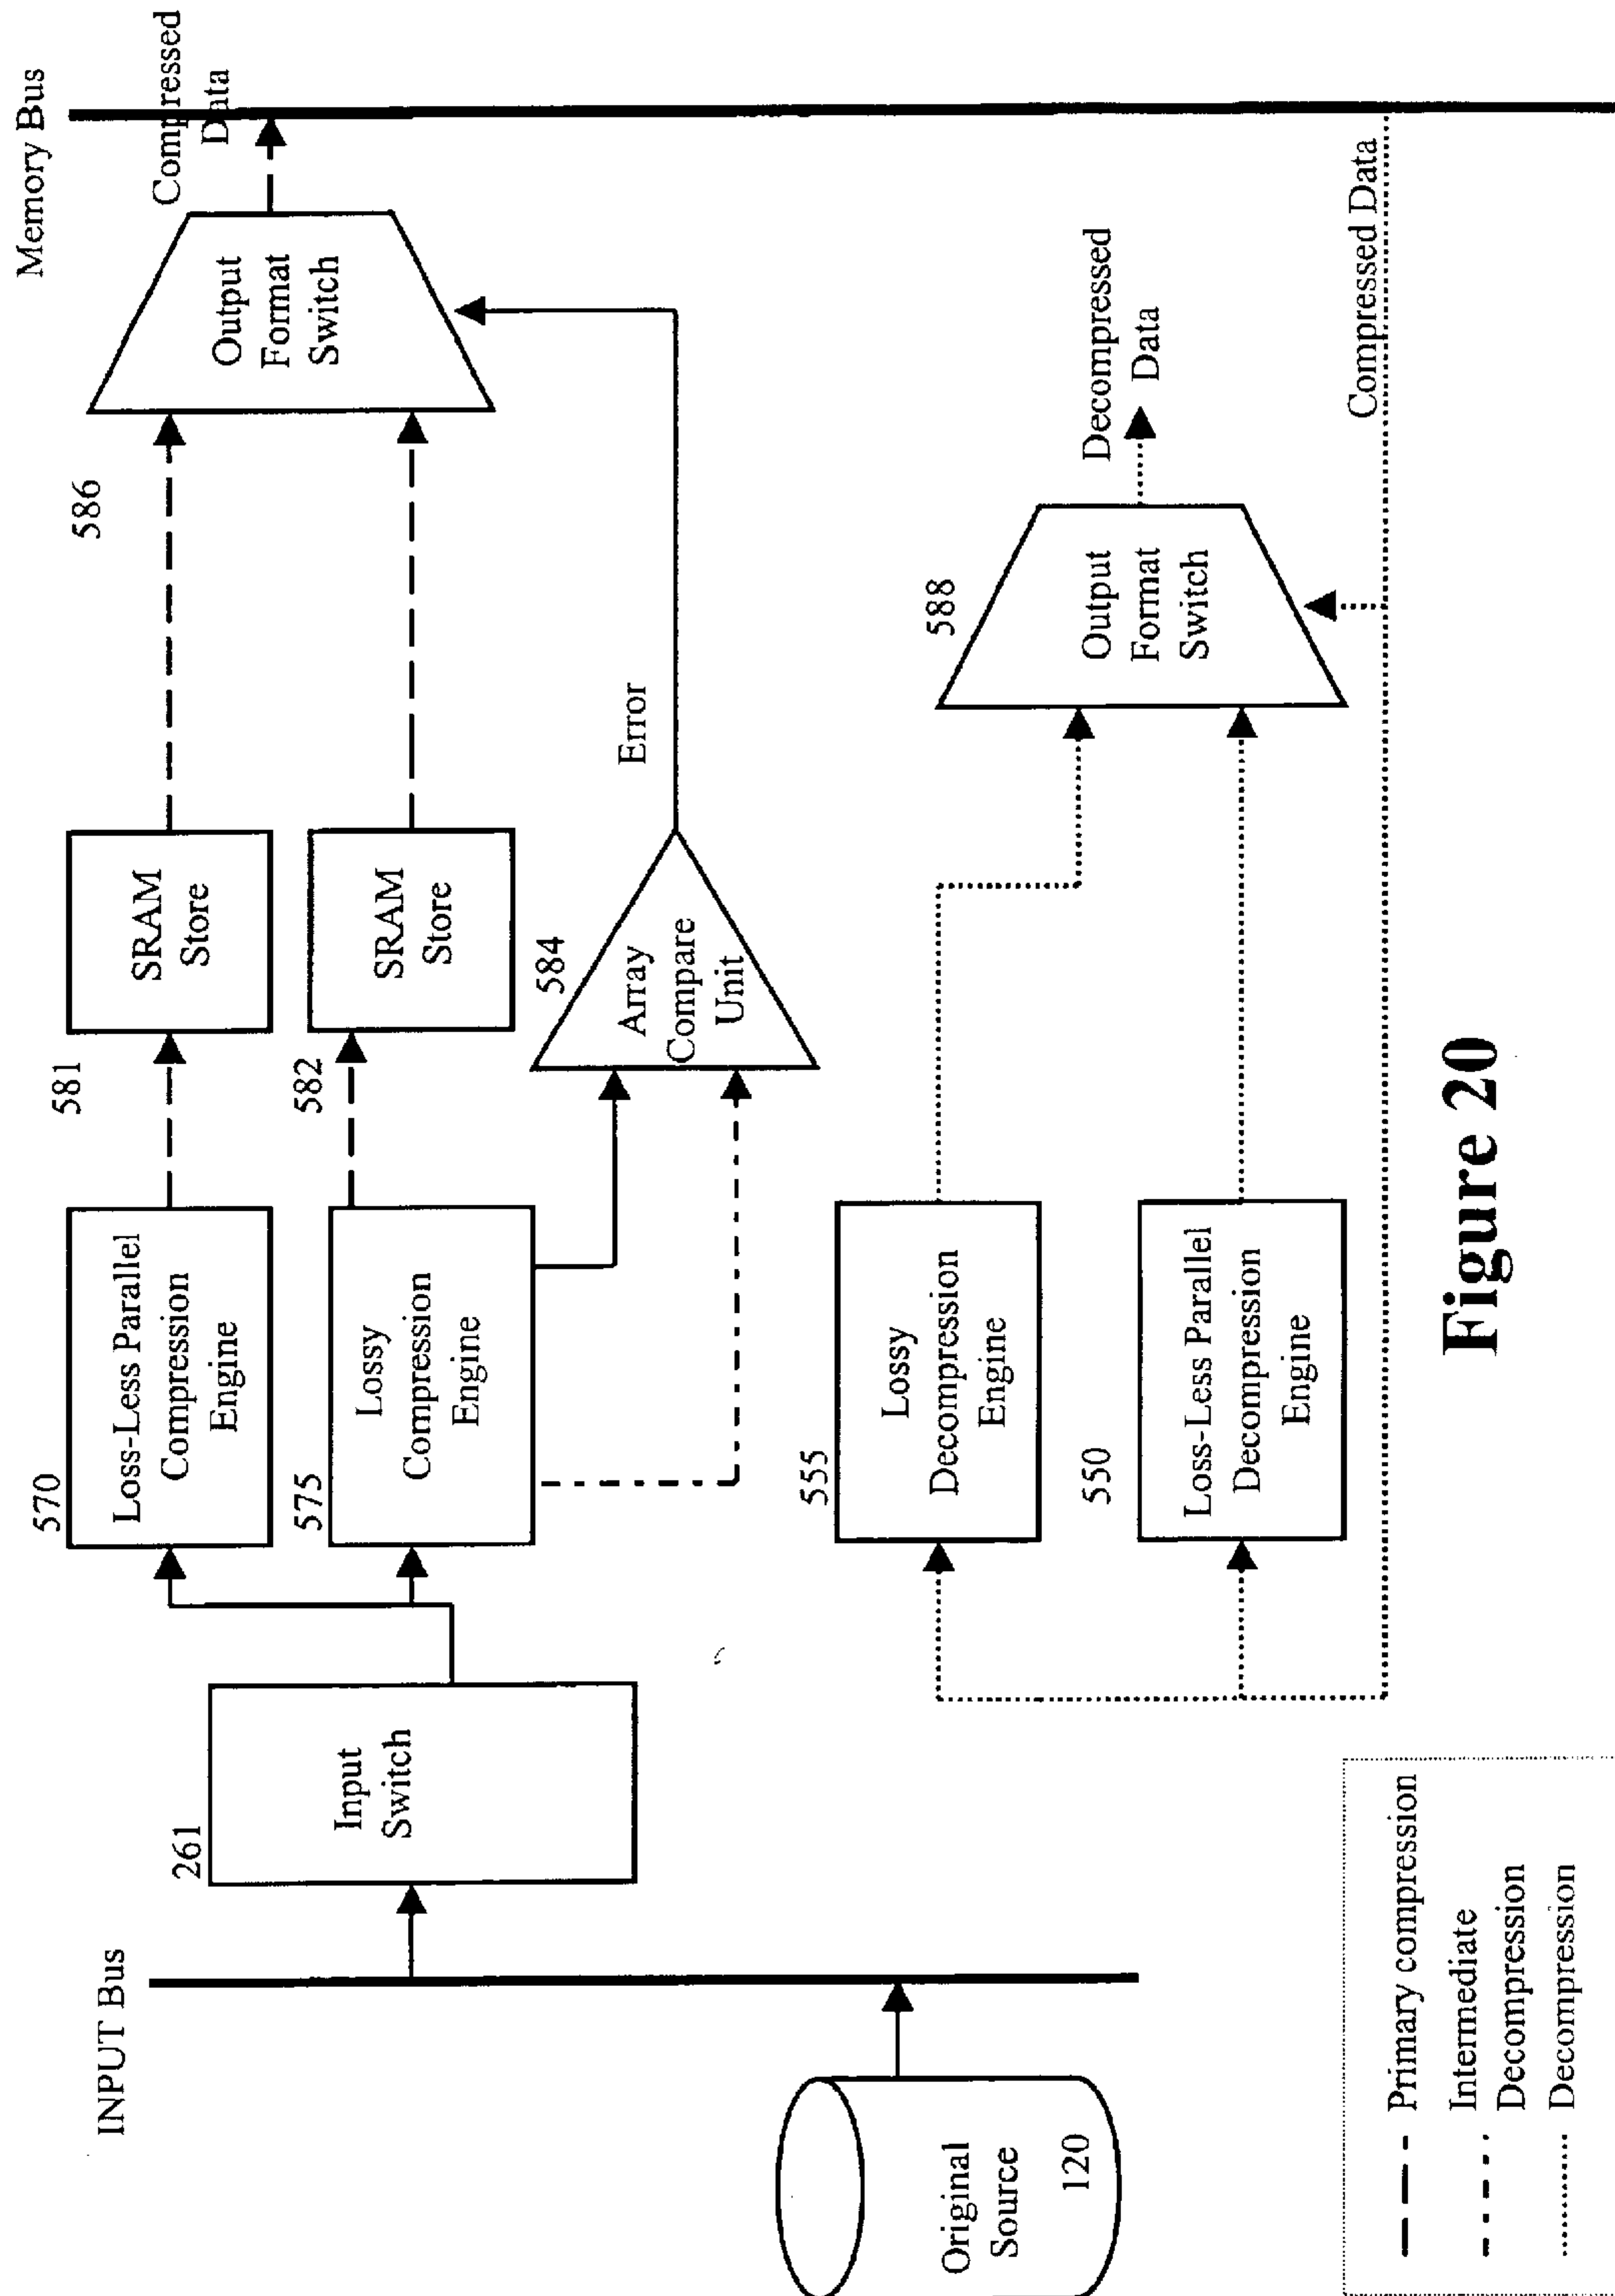 INPUT Bus
Memory Bus
Original
Source
120
261
Input
Switch
570
Loss-Less Parallel
Compression
Engine
575
Lossy
Compression
Engine
581
SRAM
Store
582
SRAM
Store
584
Array
Compare
Unit
Error
586
Output
Format
Switch
Compressed
Data
555
Lossy
Decompression
Engine
550
Loss-Less Parallel
Decompression
Engine
588
Output
Format
Switch
Decompressed
Data
Compressed Data
Primary compression
Intermediate
Decompression
Decompression
Figure 20